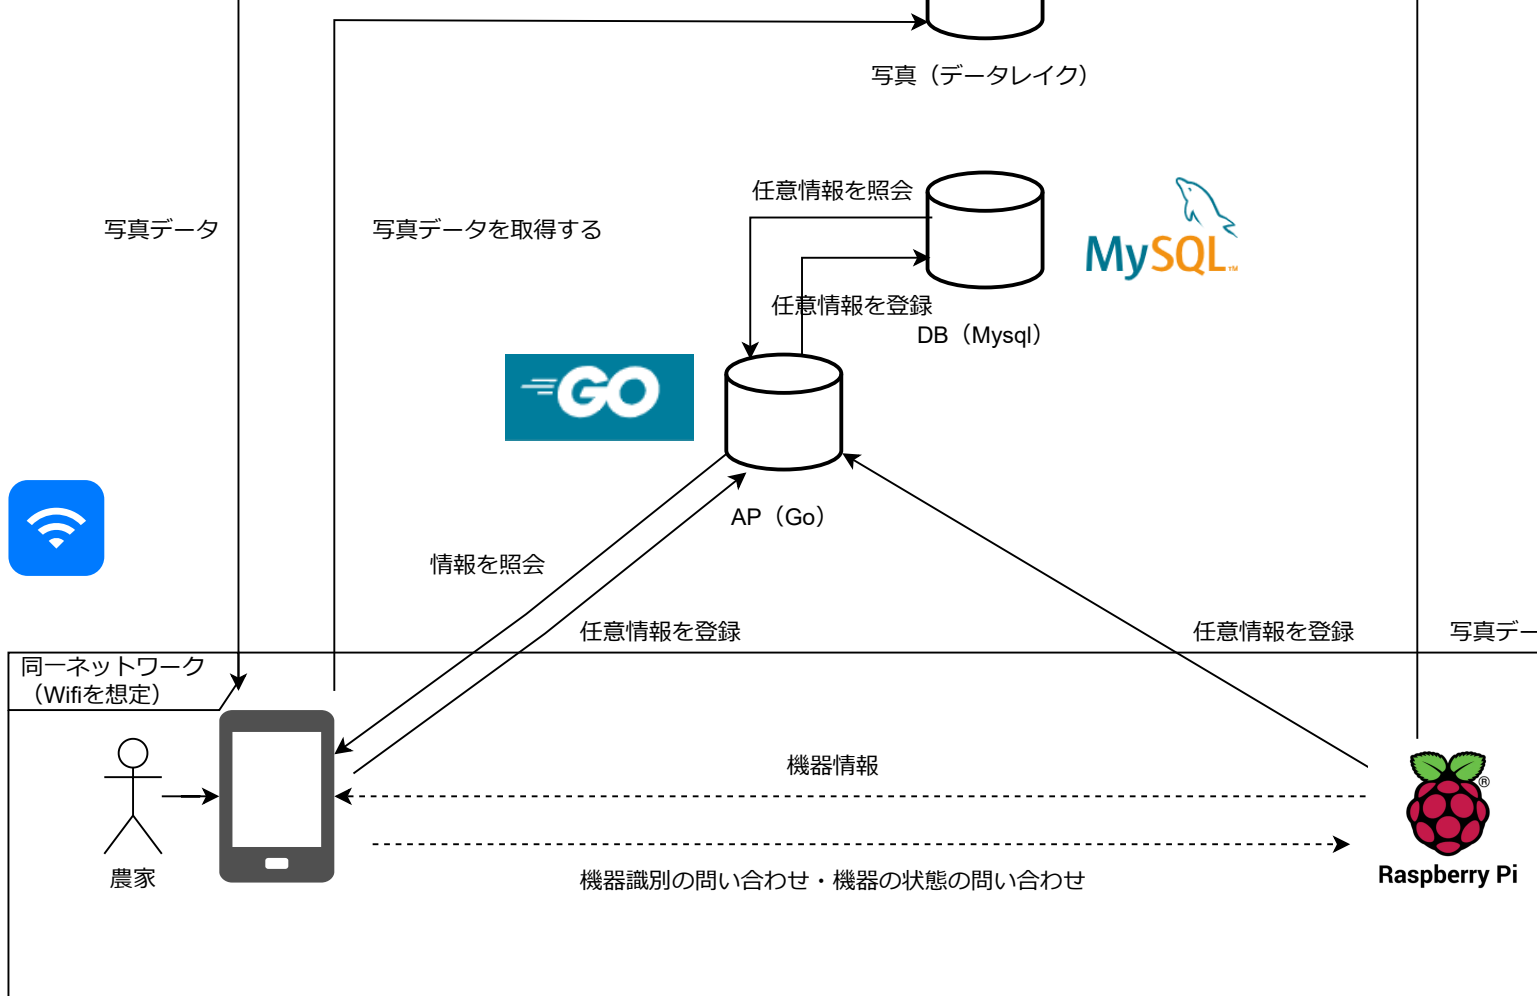 写真（データレイク）
任意情報を照会
写真データ
写真データを取得する
MySQL™
任意情報を登録
DB（Mysql）
GO
AP（Go）
情報を照会
任意情報を登録
任意情報を登録
写真デー
同一ネットワーク
（Wifiを想定）
機器情報
®
農家
機器識別の問い合わせ・機器の状態の問い合わせ
Raspberry Pi